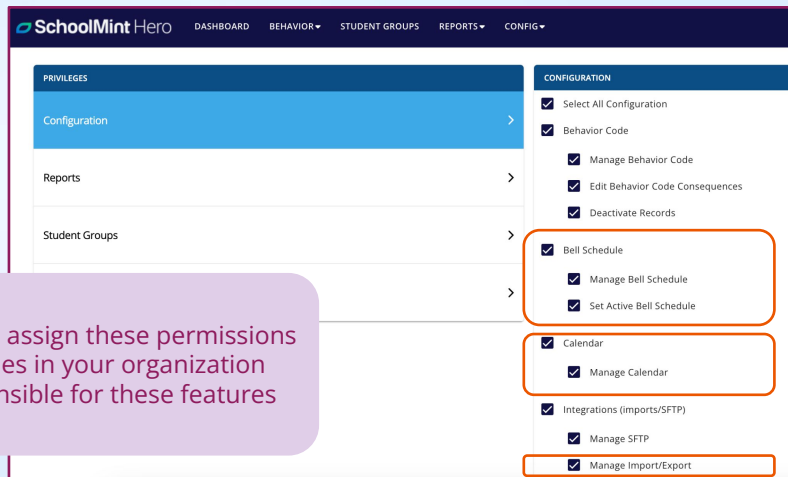 SchoolMint Hero DASHBOARD BEHAVIOR STUDENT GROUPS REPORTS CONFIG
PRIVILEGES
Configuration
Reports
Student Groups
assign these permissions
es in your organization
nsible for these features
CONFIGURATION
Select All Configuration
Behavior Code
Manage Behavior Code
Edit Behavior Code Consequences
Deactivate Records
Bell Schedule
Manage Bell Schedule
Set Active Bell Schedule
Calendar
Manage Calendar
Integrations (imports/SFTP)
Manage SFTP
Manage Import/Export